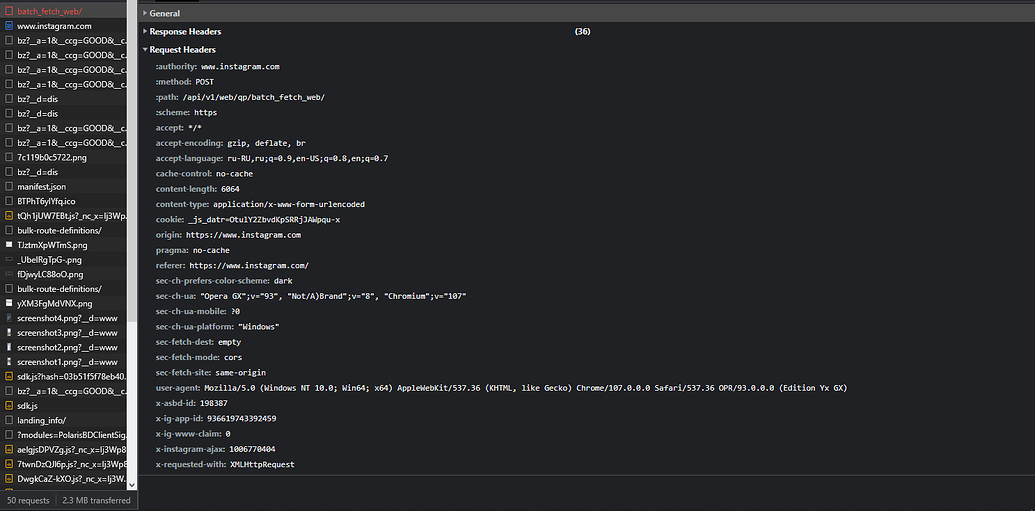 batch_fetch_web/
www.instagram.com
bz?__a=1&__ccg=GOOD&__c...
bz?__a=1&__ccg=GOOD&__c...
bz?__a=1&__ccg=GOOD&__c...
bz?__a=1&__ccg=GOOD&__c...
bz?__d=dis
bz?__d=dis
bz?__a=1&__ccg=GOOD&__c...
bz?__a=1&__ccg=GOOD&__c...
7c119b0c5722.png
bz?__d=dis
manifest.json
BTPhT6yIYfq.ico
tQh1jUW7EBt.js?_nc_x=Ij3Wp...
bulk-route-definitions/
TJztmXpWTmS.png
_UbelRgTpG-.png
fDjwyLC88oO.png
bulk-route-definitions/
yXM3FgMdVNX.png
screenshot4.png?__d=www
screenshot3.png?__d=www
screenshot2.png?__d=www
screenshot1.png?__d=www
sdk.js?hash=03b51f5f78eb40...
bz?__a=1&__ccg=GOOD&__c...
sdk.js
landing_info/
?modules=PolarisBDClientSig...
aelgjsDPVZg.js?_nc_x=Ij3Wp8...
7twnDzQJl6p.js?_nc_x=Ij3Wp8...
DwgkCaZ-kXO.js?_nc_x=Ij3W...
50 requests
2.3 MB transferred
General
Response Headers (36)
Request Headers
:authority: www.instagram.com
:method: POST
:path: /api/v1/web/qp/batch_fetch_web/
:scheme: https
accept: */*
accept-encoding: gzip, deflate, br
accept-language: ru-RU,ru;q=0.9,en-US;q=0.8,en;q=0.7
cache-control: no-cache
content-length: 6064
content-type: application/x-www-form-urlencoded
cookie: _js_datr=OtulY2ZbvdKpSRRjJAWpqu-x
origin: https://www.instagram.com
pragma: no-cache
referer: https://www.instagram.com/
sec-ch-prefers-color-scheme: dark
sec-ch-ua: "Opera GX";v="93", "Not/A)Brand";v="8", "Chromium";v="107"
sec-ch-ua-mobile: ?0
sec-ch-ua-platform: "Windows"
sec-fetch-dest: empty
sec-fetch-mode: cors
sec-fetch-site: same-origin
user-agent: Mozilla/5.0 (Windows NT 10.0; Win64; x64) AppleWebKit/537.36 (KHTML, like Gecko) Chrome/107.0.0.0 Safari/537.36 OPR/93.0.0.0 (Edition Yx GX)
x-asbd-id: 198387
x-ig-app-id: 936619743392459
x-ig-www-claim: 0
x-instagram-ajax: 1006770404
x-requested-with: XMLHttpRequest